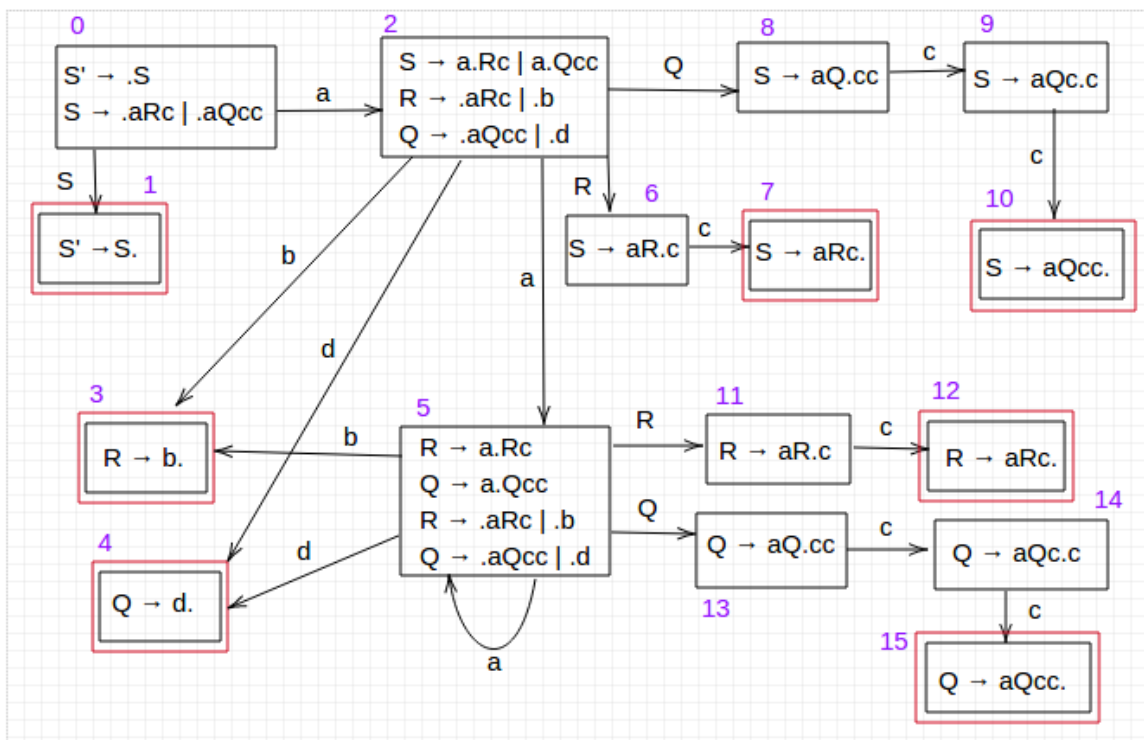 0
S' → .S
S → .aRc | .aQcc
a
2
S → a.Rc | a.Qcc
R → .aRc | .b
Q → .aQcc | .d
Q
8
S → aQ.cc
c
9
S → aQc.c
S
1
S' →S.
b
d
a
R
6
S → aR.c
c
7
S → aRc.
c
10
S → aQcc.
3
R → b.
b
5
R → a.Rc
Q → a.Qcc
R → .aRc | .b
Q → .aQcc | .d
R
11
R → aR.c
c
12
R → aRc.
4
Q → d.
d
a
Q
Q → aQ.cc
13
c
14
Q → aQc.c
c
15
Q → aQcc.